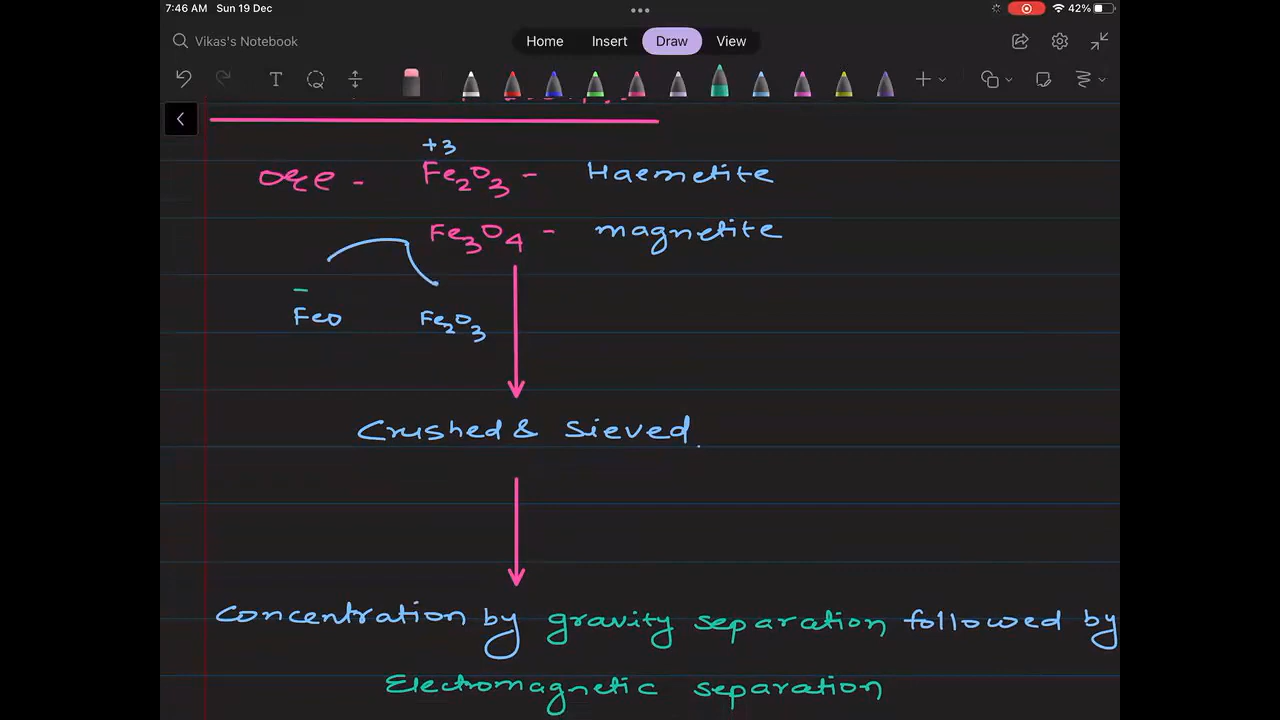 7:46 AM Sun 19 Dec
42%
Vikas's Notebook
Home Insert Draw View
+3
Ore - Fe₂O₃ - Haemetite
Fe₃O₄ - magnetite
FeO Fe₂O₃
Crushed & Sieved.
Concentration by gravity separation followed by
Electromagnetic separation